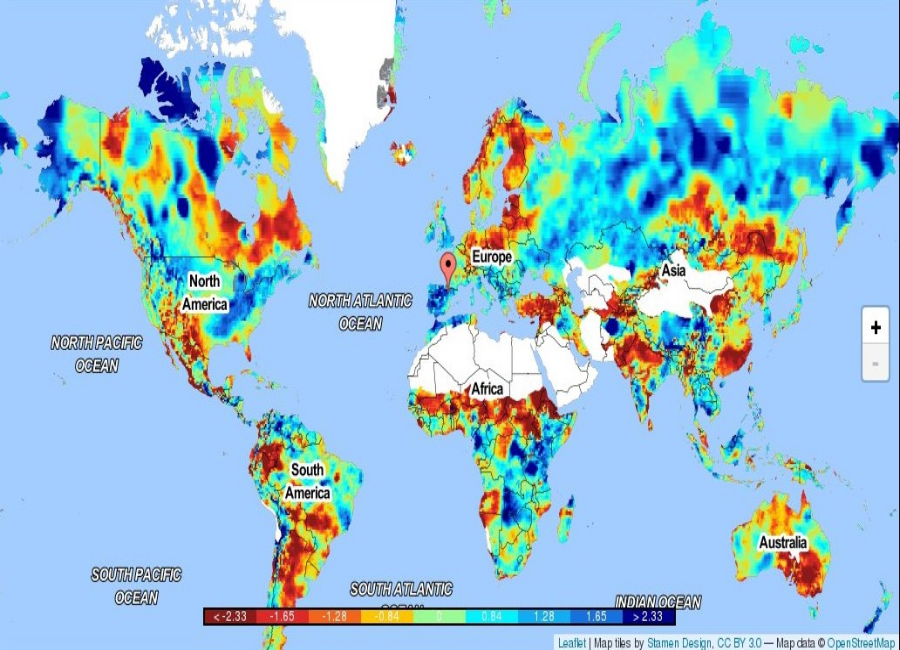 Europe
Asia
North
America
NORTH ATLANTIC
OCEAN
+
NORTH PACIFIC
OCEAN
-
Africa
South
America
Australia
SOUTH PACIFIC
OCEAN
SOUTH ATLANTIC
OCEAN
INDIAN OCEAN
< -2.33 -1.65 -1.28 -0.84 0 0.84 1.28 1.65 > 2.33
Leaflet | Map tiles by Stamen Design, CC BY 3.0 — Map data © OpenStreetMap